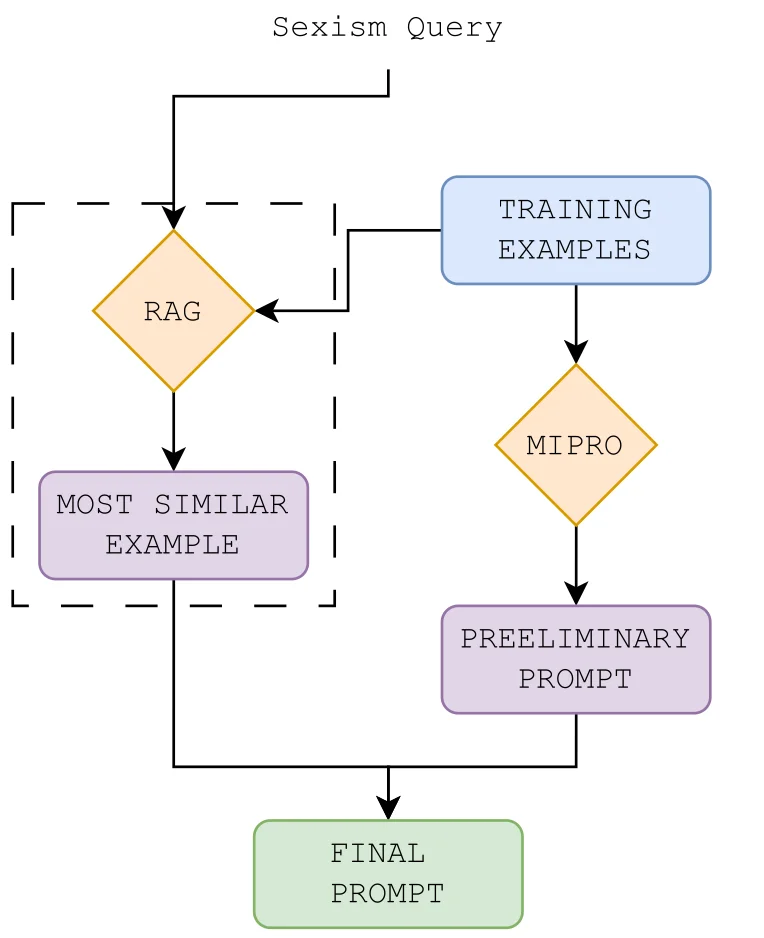 Sexism Query
TRAINING
EXAMPLES
RAG
MIPRO
MOST SIMILAR
EXAMPLE
PREELIMINARY
PROMPT
FINAL
PROMPT